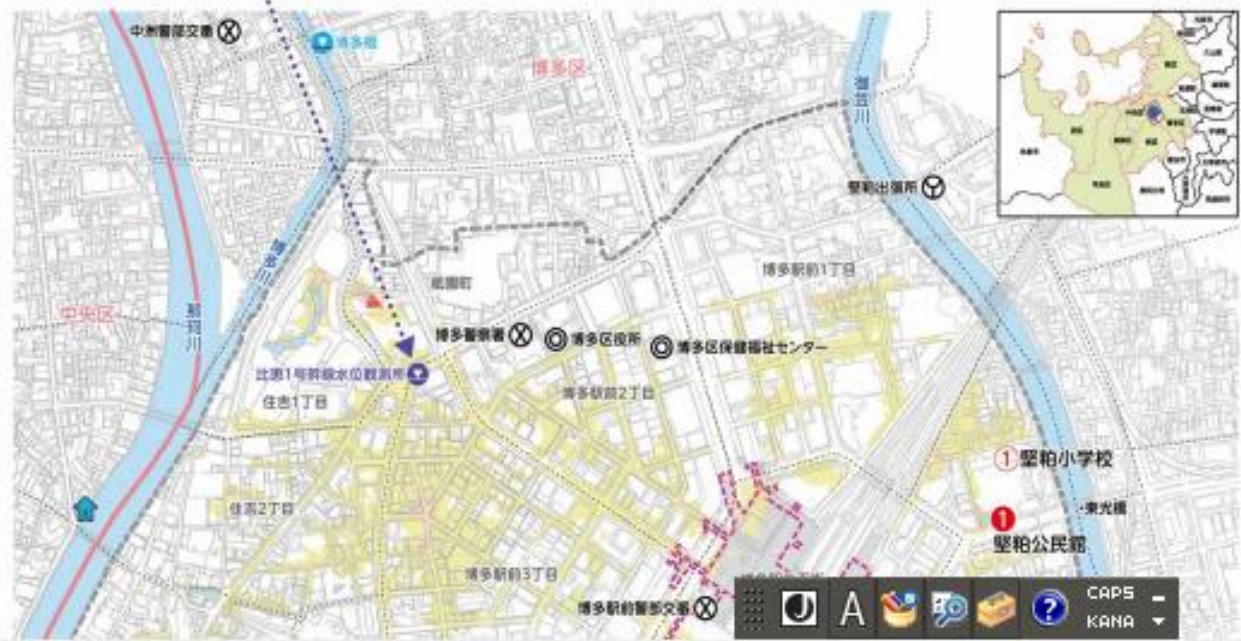 中洲警部交番
博多橋
博多区
中央区
那珂川
博多川
堅粕出張所
祇園町
博多駅前1丁目
博多警察署
博多区役所
博多区保健福祉センター
比恵1号幹線水位観測所
住吉1丁目
博多駅前2丁目
① 堅粕小学校
住吉2丁目
❶
堅粕公民館
東光橋
博多駅前3丁目
博多駅前警部交番
A
?
CAPS
KANA